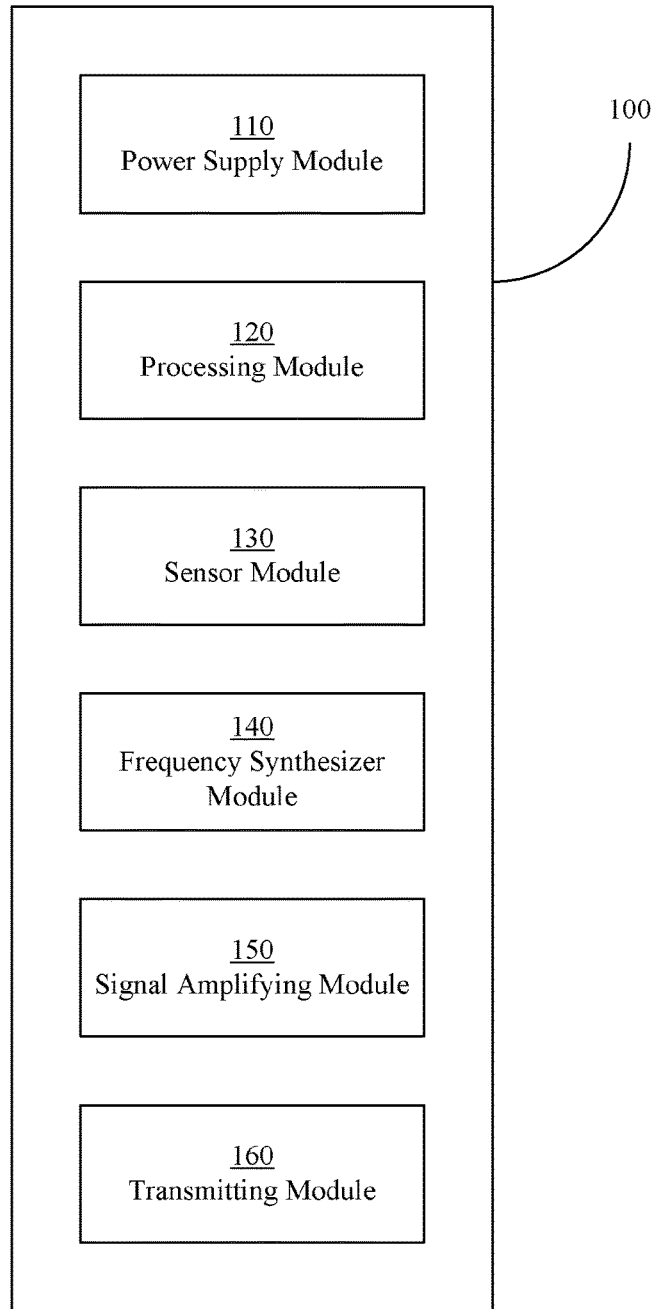 110
Power Supply Module
100
120
Processing Module
130
Sensor Module
140
Frequency Synthesizer
Module
150
Signal Amplifying Module
160
Transmitting Module